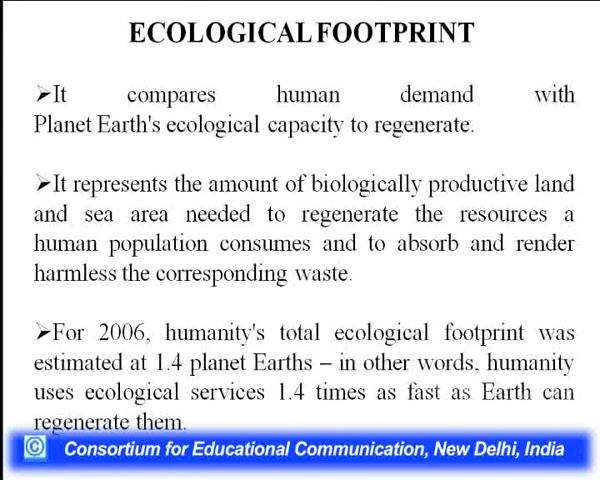 ECOLOGICAL FOOTPRINT
➢It compares human demand with
Planet Earth's ecological capacity to regenerate.
➢It represents the amount of biologically productive land
and sea area needed to regenerate the resources a
human population consumes and to absorb and render
harmless the corresponding waste.
➢For 2006, humanity's total ecological footprint was
estimated at 1.4 planet Earths – in other words, humanity
uses ecological services 1.4 times as fast as Earth can
regenerate them.
© Consortium for Educational Communication, New Delhi, India